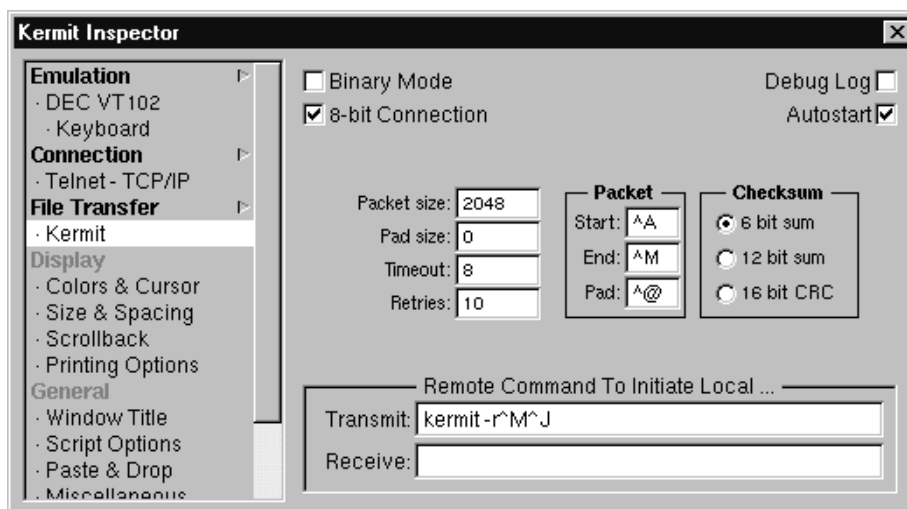 Kermit Inspector
Emulation
· DEC VT102
· Keyboard
Connection
· Telnet - TCP/IP
File Transfer
· Kermit
Display
· Colors & Cursor
· Size & Spacing
· Scrollback
· Printing Options
General
· Window Title
· Script Options
· Paste & Drop
· Miscellaneous
Binary Mode
8-bit Connection
Debug Log
Autostart
Packet size: 2048
Pad size: 0
Timeout: 8
Retries: 10
Packet
Start: ^A
End: ^M
Pad: ^@
Checksum
6 bit sum
12 bit sum
16 bit CRC
Remote Command To Initiate Local ...
Transmit: kermit -r^M^J
Receive: